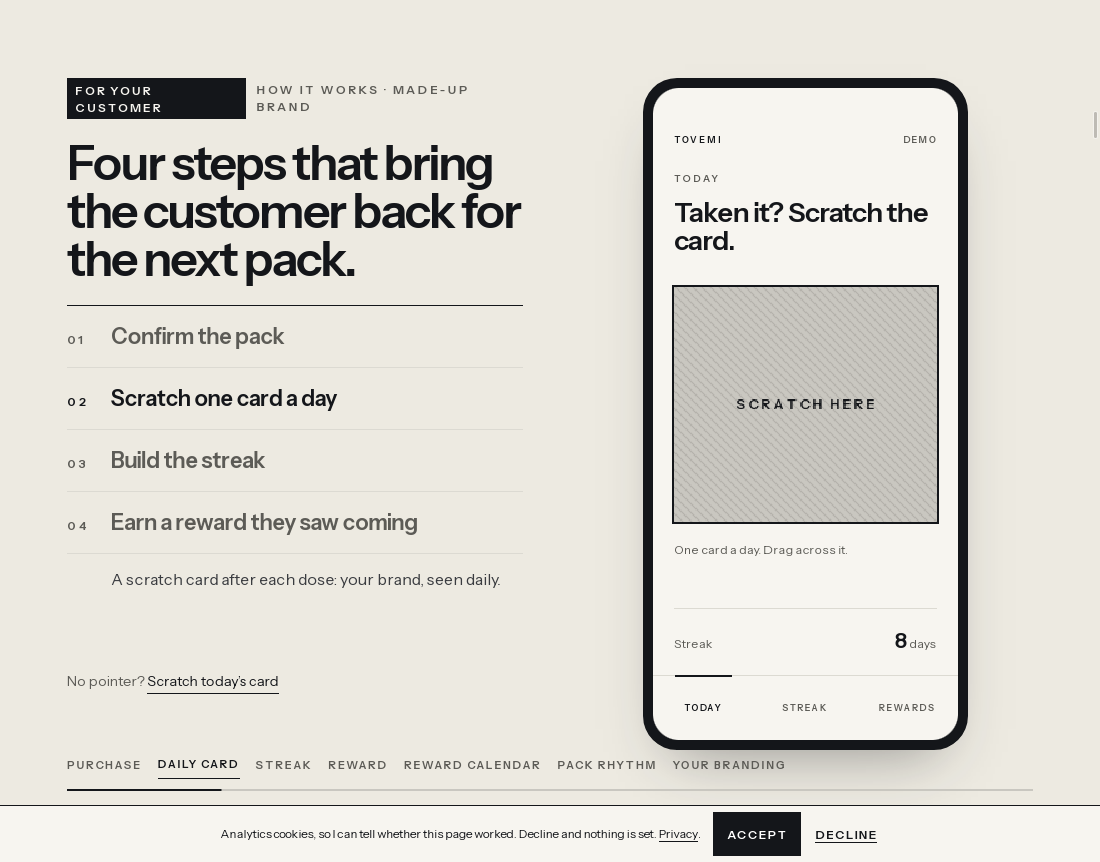 FOR YOUR
CUSTOMER
HOW IT WORKS · MADE-UP
BRAND
Four steps that bring
the customer back for
the next pack.
01 Confirm the pack
02 Scratch one card a day
03 Build the streak
04 Earn a reward they saw coming
A scratch card after each dose: your brand, seen daily.
No pointer? Scratch today's card
TOVEMI DEMO
TODAY
Taken it? Scratch the
card.
SCRATCH HERE
One card a day. Drag across it.
Streak 8 days
TODAY STREAK REWARDS
PURCHASE DAILY CARD STREAK REWARD REWARD CALENDAR PACK RHYTHM YOUR BRANDING
Analytics cookies, so I can tell whether this page worked. Decline and nothing is set. Privacy. ACCEPT DECLINE